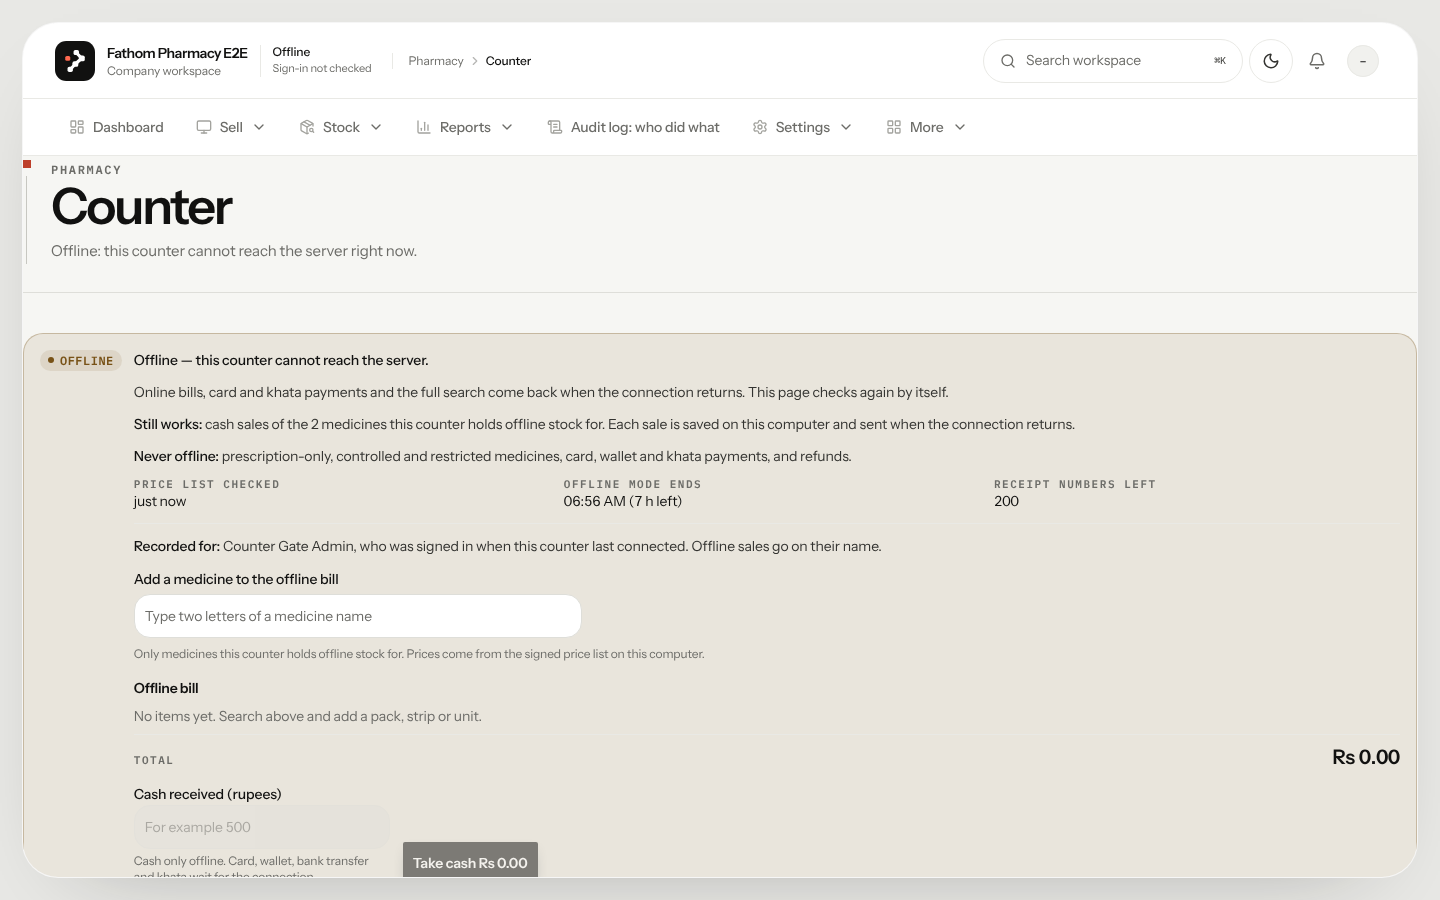 Fathom Pharmacy E2E
Company workspace
Offline
Sign-in not checked
Pharmacy > Counter
Search workspace ⌘K
-
Dashboard Sell Stock Reports Audit log: who did what Settings More
PHARMACY
Counter
Offline: this counter cannot reach the server right now.
OFFLINE
Offline — this counter cannot reach the server.
Online bills, card and khata payments and the full search come back when the connection returns. This page checks again by itself.
Still works: cash sales of the 2 medicines this counter holds offline stock for. Each sale is saved on this computer and sent when the connection returns.
Never offline: prescription-only, controlled and restricted medicines, card, wallet and khata payments, and refunds.
PRICE LIST CHECKED OFFLINE MODE ENDS RECEIPT NUMBERS LEFT
just now 06:56 AM (7 h left) 200
Recorded for: Counter Gate Admin, who was signed in when this counter last connected. Offline sales go on their name.
Add a medicine to the offline bill
Type two letters of a medicine name
Only medicines this counter holds offline stock for. Prices come from the signed price list on this computer.
Offline bill
No items yet. Search above and add a pack, strip or unit.
TOTAL Rs 0.00
Cash received (rupees)
For example 500
Cash only offline. Card, wallet, bank transfer
and khata wait for the connection.
Take cash Rs 0.00